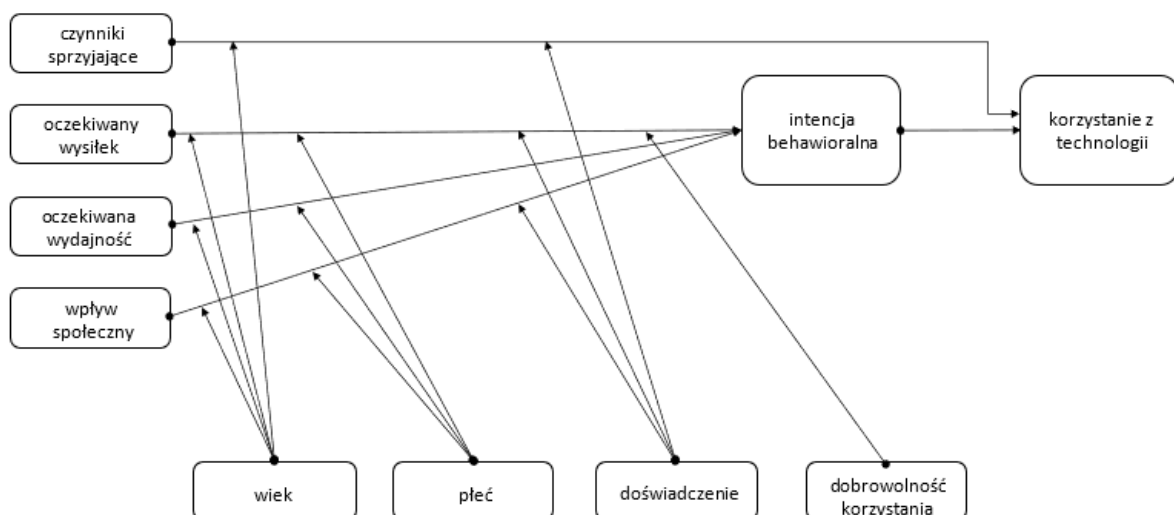 czynniki
sprzyjające
oczekiwany
wysiłek
oczekiwana
wydajność
wpływ
społeczny
intencja
behawioralna
korzystanie z
technologii
wiek
płeć
doświadczenie
dobrowolność
korzystania